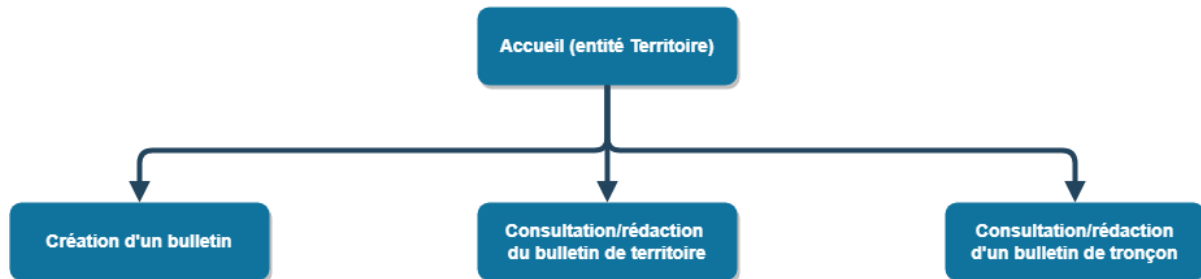 Accueil (entité Territoire)
Création d'un bulletin
Consultation/rédaction
du bulletin de territoire
Consultation/rédaction
d'un bulletin de tronçon